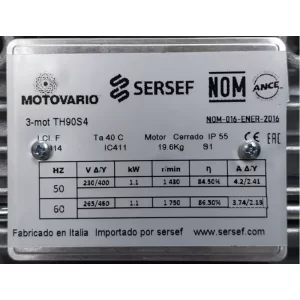 MOTOVARIO SERSEF NOM ANCE
3-mot TH90S4 NOM-016-ENER-2016
I.Cl. F Ta 40 C Motor Cerrado IP 55 CE EAC
IC411 19.6Kg S1
HZ V Δ/Y kW r/min η A Δ/Y
50 230/400 1.1 1 430 84.50% 4.2/2.41
60 265/460 1.1 1 750 86.50% 3.74/2.19
Fabricado en Italia Importado por sersef www.sersef.com